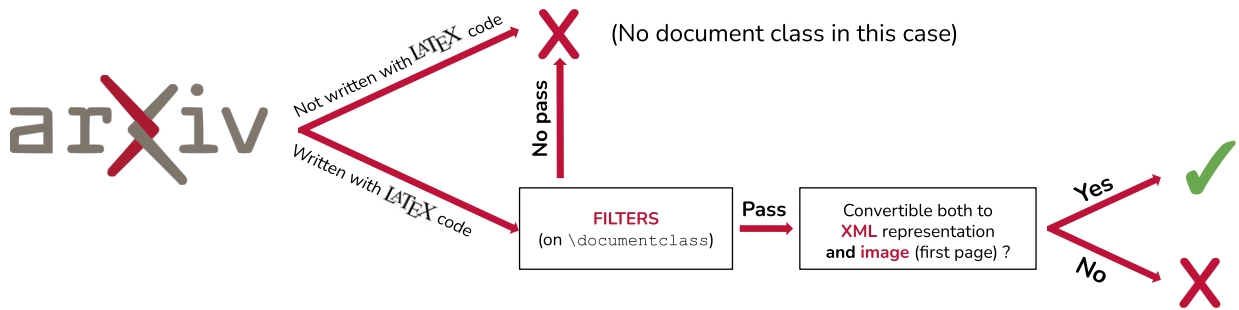 arXiv
Not written with LATEX code
(No document class in this case)
No pass
Written with LATEX code
FILTERS
(on \documentclass)
Pass
Convertible both to
XML representation
and image (first page) ?
Yes
No